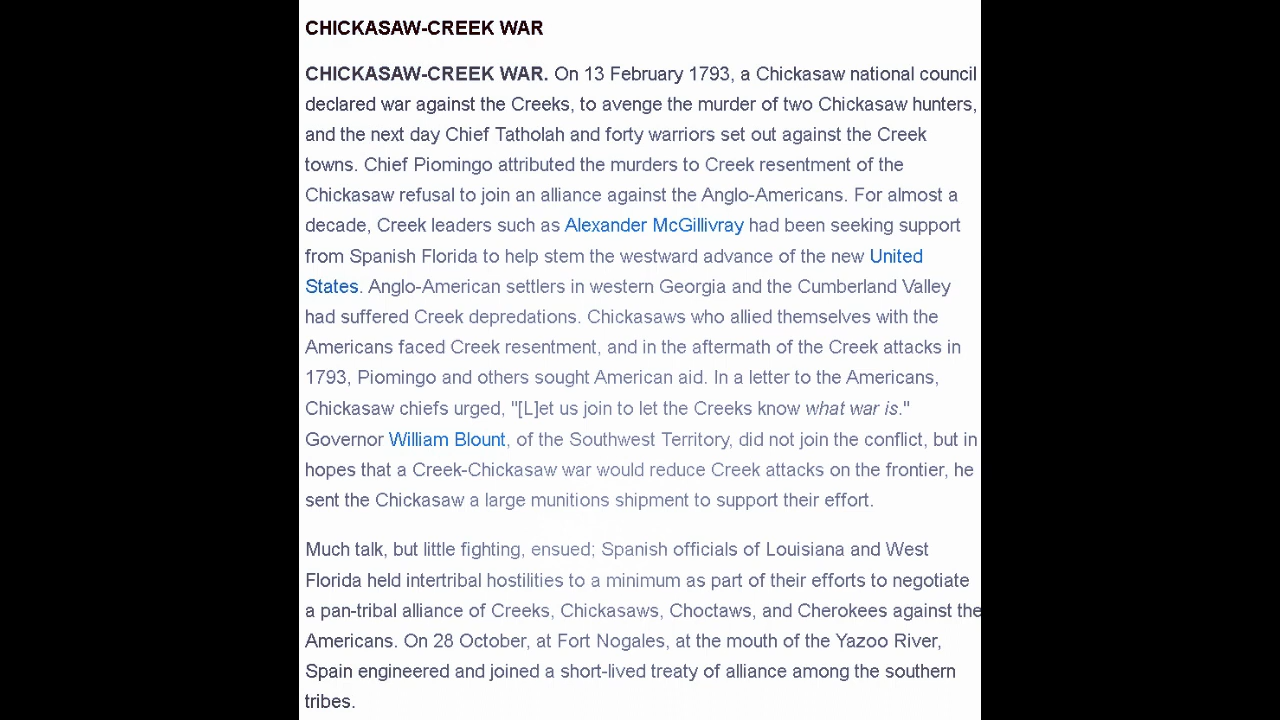 CHICKASAW-CREEK WAR
CHICKASAW-CREEK WAR. On 13 February 1793, a Chickasaw national council
declared war against the Creeks, to avenge the murder of two Chickasaw hunters,
and the next day Chief Tatholah and forty warriors set out against the Creek
towns. Chief Piomingo attributed the murders to Creek resentment of the
Chickasaw refusal to join an alliance against the Anglo-Americans. For almost a
decade, Creek leaders such as Alexander McGillivray had been seeking support
from Spanish Florida to help stem the westward advance of the new United
States. Anglo-American settlers in western Georgia and the Cumberland Valley
had suffered Creek depredations. Chickasaws who allied themselves with the
Americans faced Creek resentment, and in the aftermath of the Creek attacks in
1793, Piomingo and others sought American aid. In a letter to the Americans,
Chickasaw chiefs urged, "[L]et us join to let the Creeks know what war is."
Governor William Blount, of the Southwest Territory, did not join the conflict, but in
hopes that a Creek-Chickasaw war would reduce Creek attacks on the frontier, he
sent the Chickasaw a large munitions shipment to support their effort.
Much talk, but little fighting, ensued; Spanish officials of Louisiana and West
Florida held intertribal hostilities to a minimum as part of their efforts to negotiate
a pan-tribal alliance of Creeks, Chickasaws, Choctaws, and Cherokees against the
Americans. On 28 October, at Fort Nogales, at the mouth of the Yazoo River,
Spain engineered and joined a short-lived treaty of alliance among the southern
tribes.